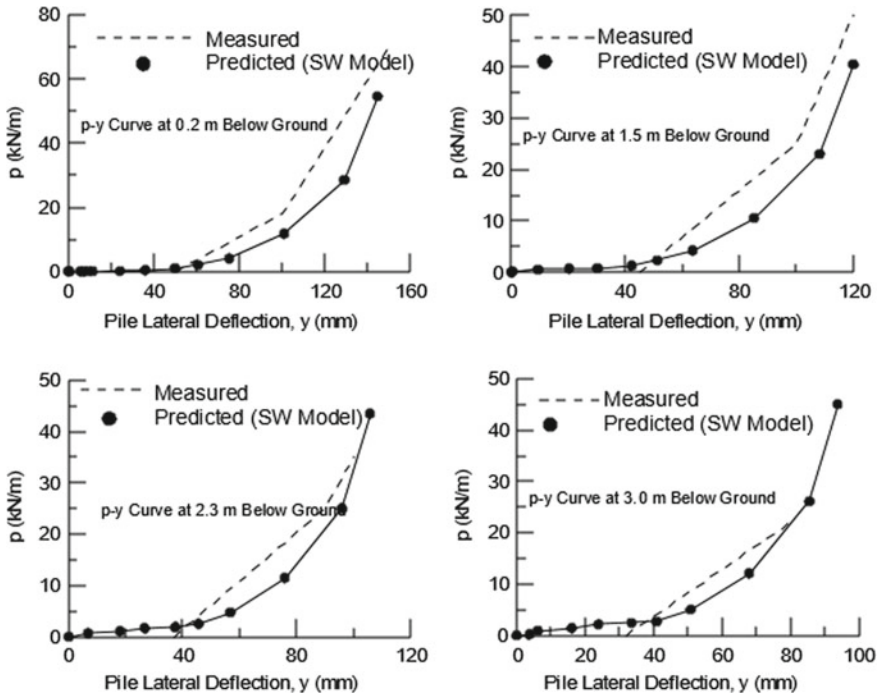 80
60
40
20
0
p (kN/m)
Measured
Predicted (SW Model)
p-y Curve at 0.2 m Below Ground
0 40 80 120 160
Pile Lateral Deflection, y (mm)
50
40
30
20
10
0
p (kN/m)
Measured
Predicted (SW Model)
p-y Curve at 1.5 m Below Ground
0 40 80 120
Pile Lateral Deflection, y (mm)
50
40
30
20
10
0
p (kN/m)
Measured
Predicted (SW Model)
p-y Curve at 2.3 m Below Ground
0 40 80 120
Pile Lateral Deflection, y (mm)
50
40
30
20
10
0
p (kN/m)
Measured
Predicted (SW Model)
p-y Curve at 3.0 m Below Ground
0 20 40 60 80 100
Pile Lateral Deflection, y (mm)